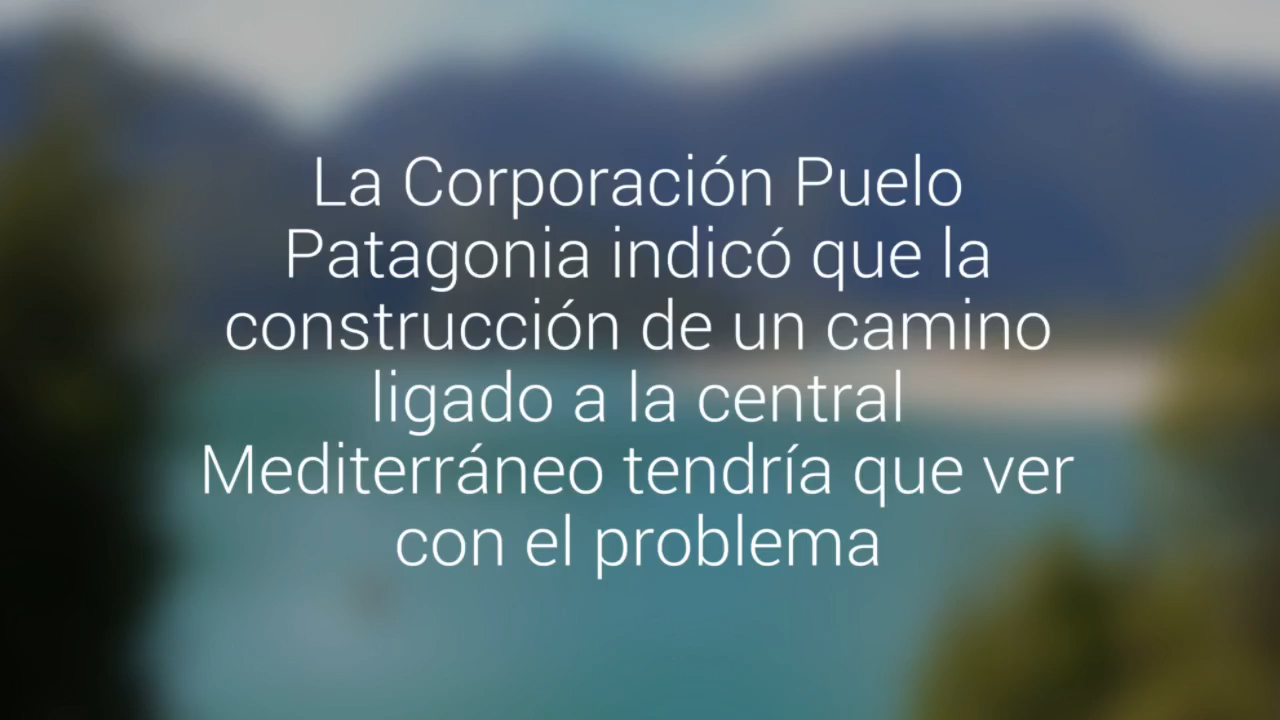 La Corporación Puelo
Patagonia indicó que la
construcción de un camino
ligado a la central
Mediterráneo tendría que ver
con el problema